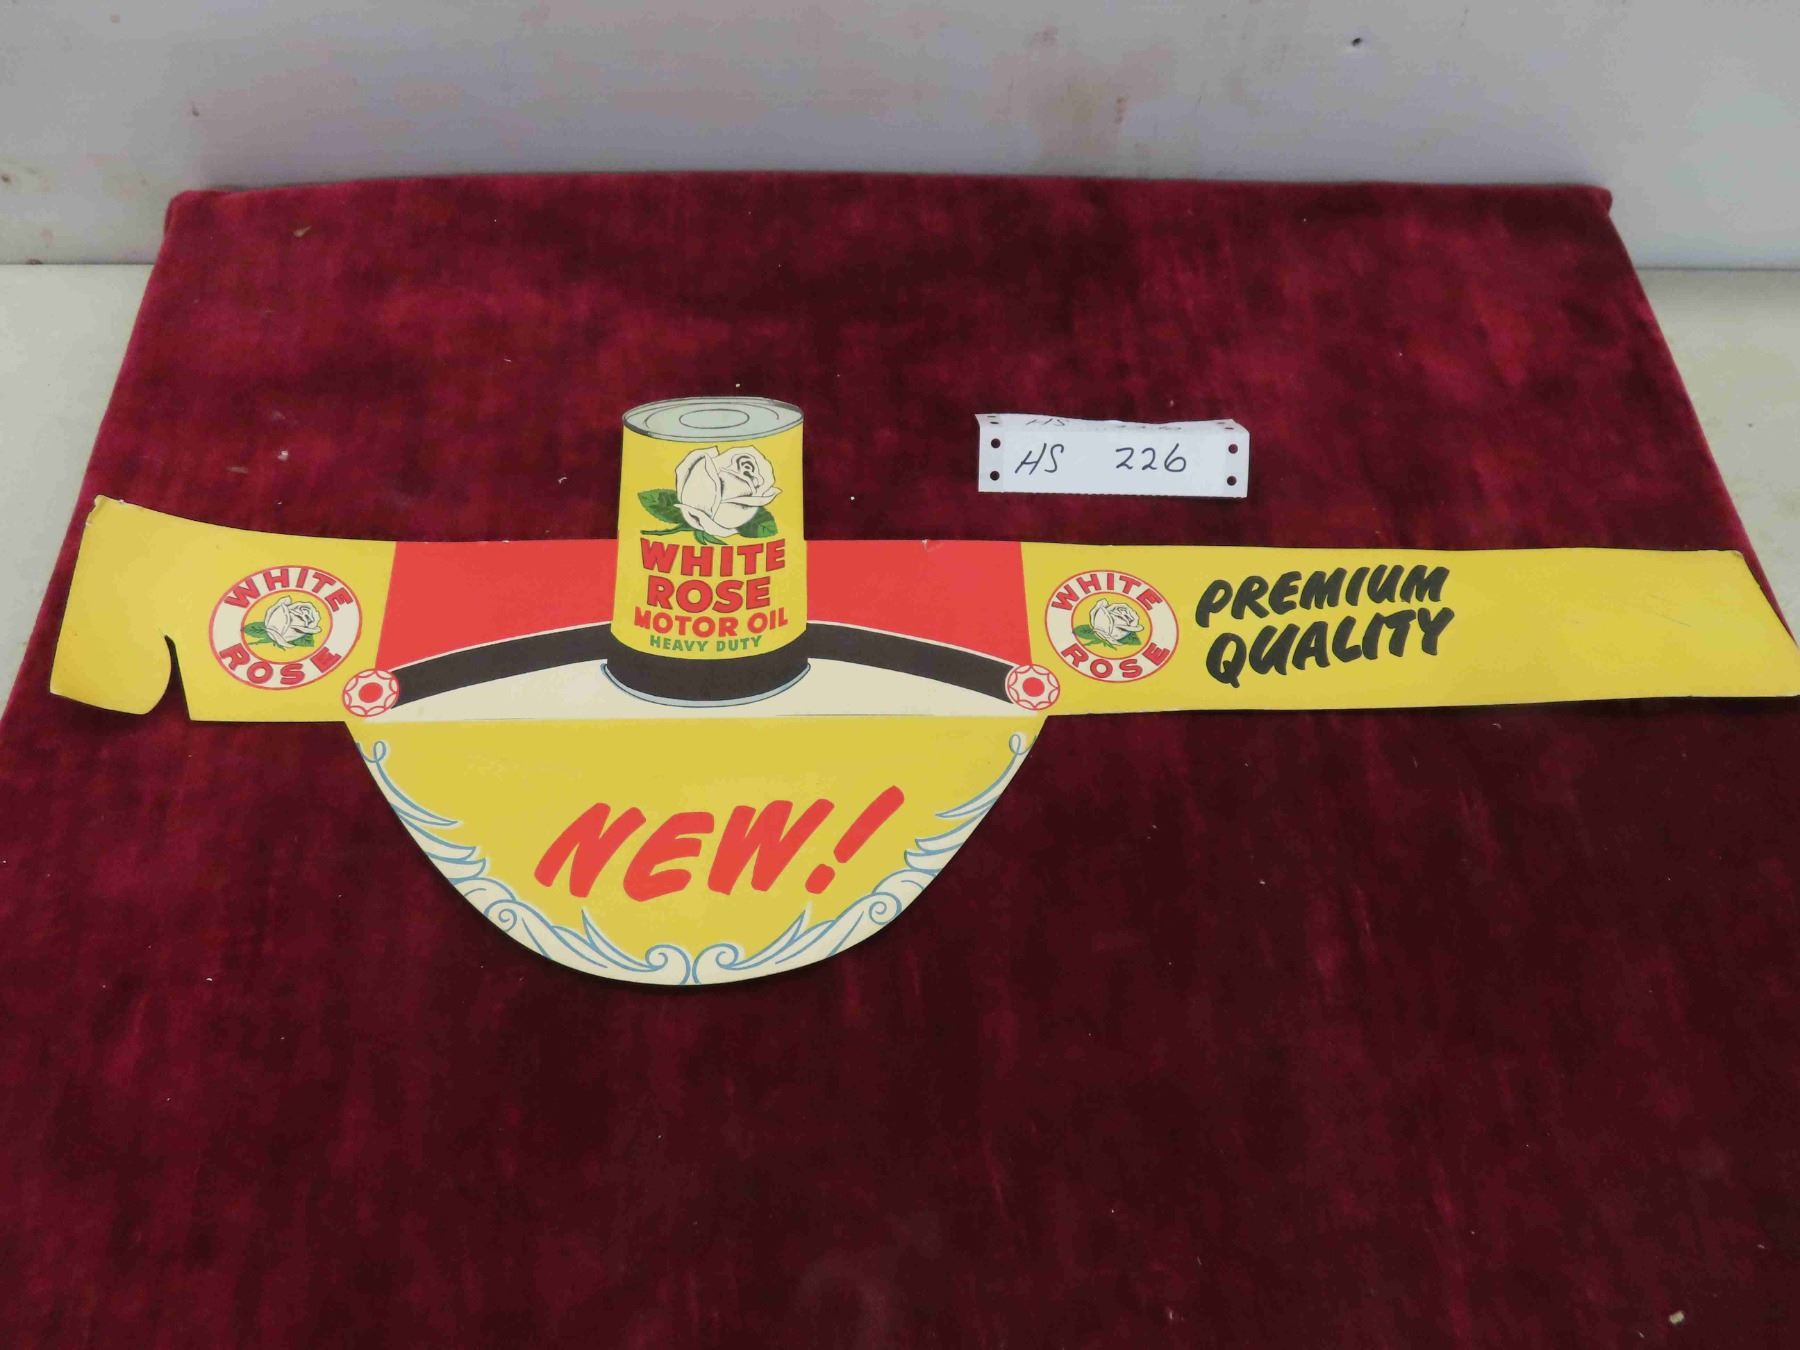 HS 226
WHITE
ROSE
MOTOR OIL
HEAVY DUTY
WHITE
ROSE
WHITE
ROSE
PREMIUM
QUALITY
NEW!